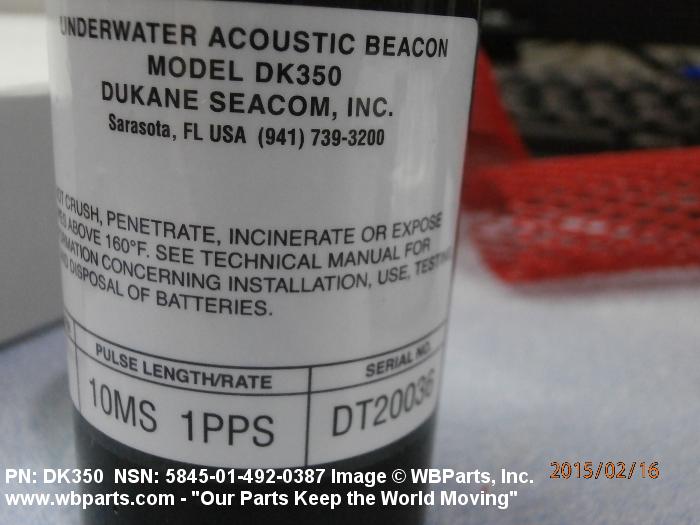 UNDERWATER ACOUSTIC BEACON
MODEL DK350
DUKANE SEACOM, INC.
Sarasota, FL USA (941) 739-3200
CRUSH, PENETRATE, INCINERATE OR EXPOSE
ABOVE 160°F. SEE TECHNICAL MANUAL FOR
CONCERNING INSTALLATION, USE,
DISPOSAL OF BATTERIES.
PULSE LENGTH/RATE SERIAL NO.
10MS 1PPS DT20036
PN: DK350 NSN: 5845-01-492-0387 Image © WBParts, Inc.
www.wbparts.com - "Our Parts Keep the World Moving"
2015/02/16